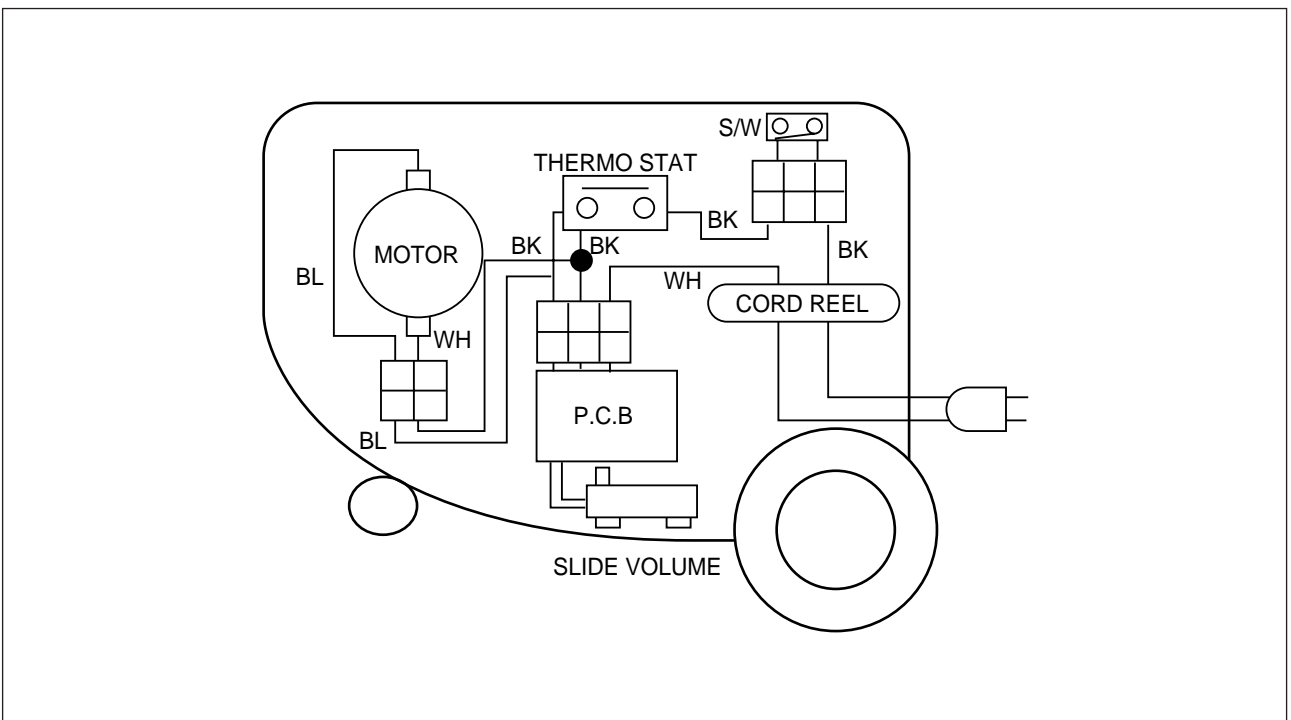 S/W
THERMO STAT
BK
BK
BK
BK
MOTOR
BL
WH
CORD REEL
WH
P.C.B
BL
SLIDE VOLUME